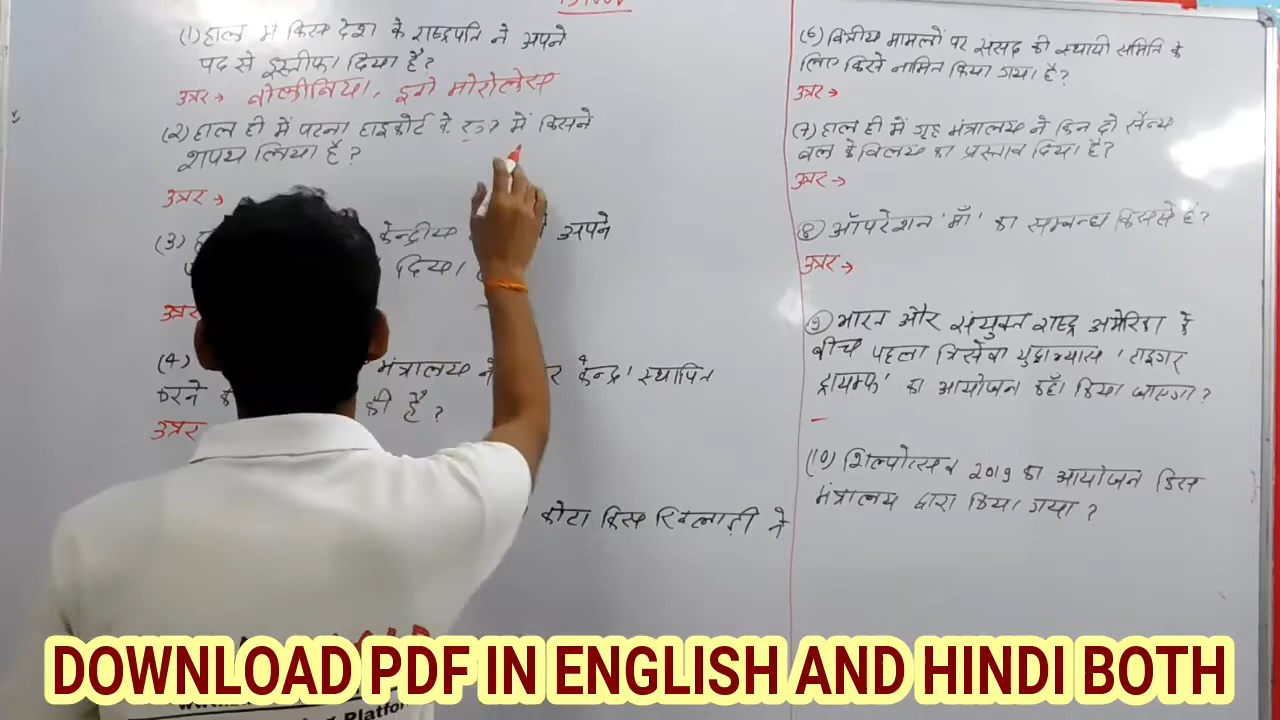 (1) हाल में किस देश के राष्ट्रपति ने अपने
पद से इस्तीफा दिया है?
उत्तर → बोलीविया, इवो मोरालेस
(2) हाल ही में पटना हाइकोर्ट के में किसने
शपथ लिया है?
उत्तर →
(3) केन्द्रीय अपने
दिया
उत्तर
(4) मंत्रालय ने केन्द्र' स्थापित
करने की है?
उत्तर
कोटा किस खिलाड़ी ने
(6) वित्तीय मामलों पर संसद की स्थायी समिति के
लिए किसे नामित किया गया है?
उत्तर →
(7) हाल ही में गृह मंत्रालय ने किन दो सैन्य
बल के विलय का प्रस्ताव दिया है?
उत्तर →
(8) ऑपरेशन 'माँ' का सम्बन्ध किससे है?
उत्तर →
(9) भारत और संयुक्त राष्ट्र अमेरिका के
बीच पहला त्रिसेवा युद्धाभ्यास 'टाइगर
ट्रायम्फ' का आयोजन कहाँ किया जाएगा?
(10) शिल्पोत्सव 2019 का आयोजन किस
मंत्रालय द्वारा किया गया?
DOWNLOAD PDF IN ENGLISH AND HINDI BOTH